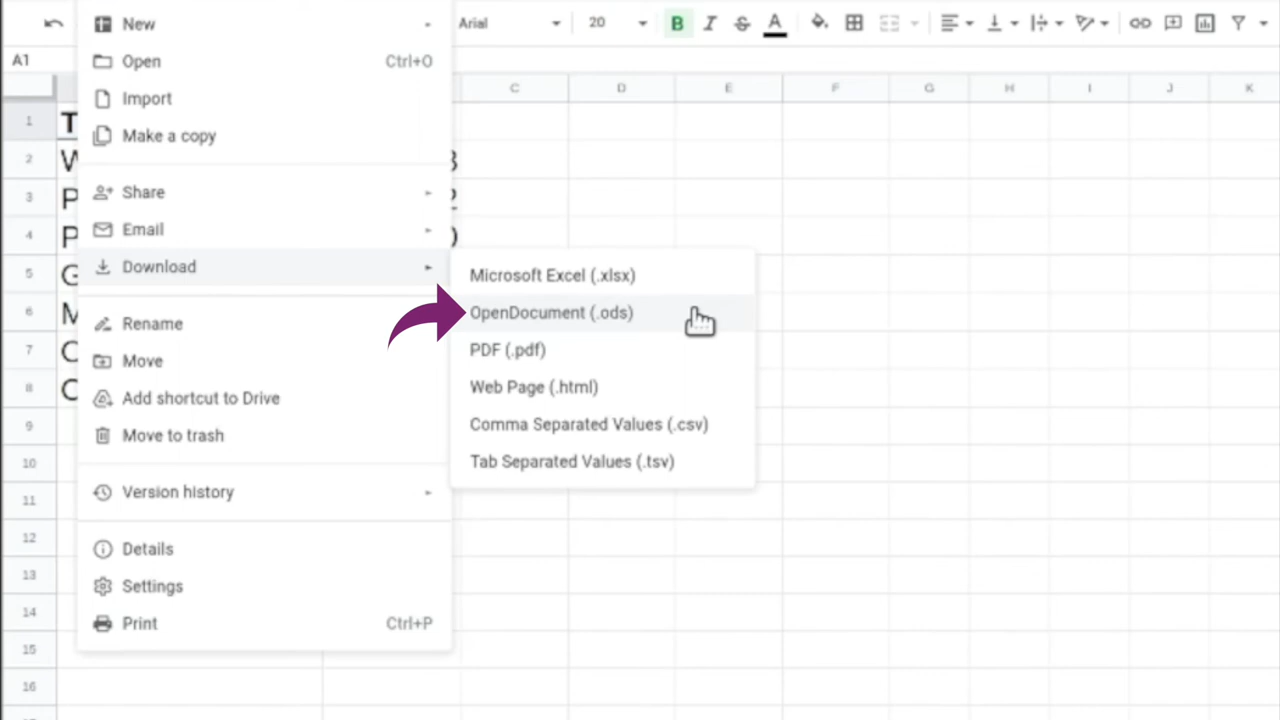 New
Arial 20 B I S A
Open Ctrl+O
A1
Import
C D E F G H I J K
1 T
Make a copy
2 W 3
Share
3 P 2
Email
4 P 0
Download
5 G
Microsoft Excel (.xlsx)
OpenDocument (.ods)
6 M
Rename
7
PDF (.pdf)
Move
Web Page (.html)
8
Add shortcut to Drive
Comma Separated Values (.csv)
9
Move to trash
Tab Separated Values (.tsv)
10
Version history
11
12
Details
13
Settings
14
Print Ctrl+P
15
16